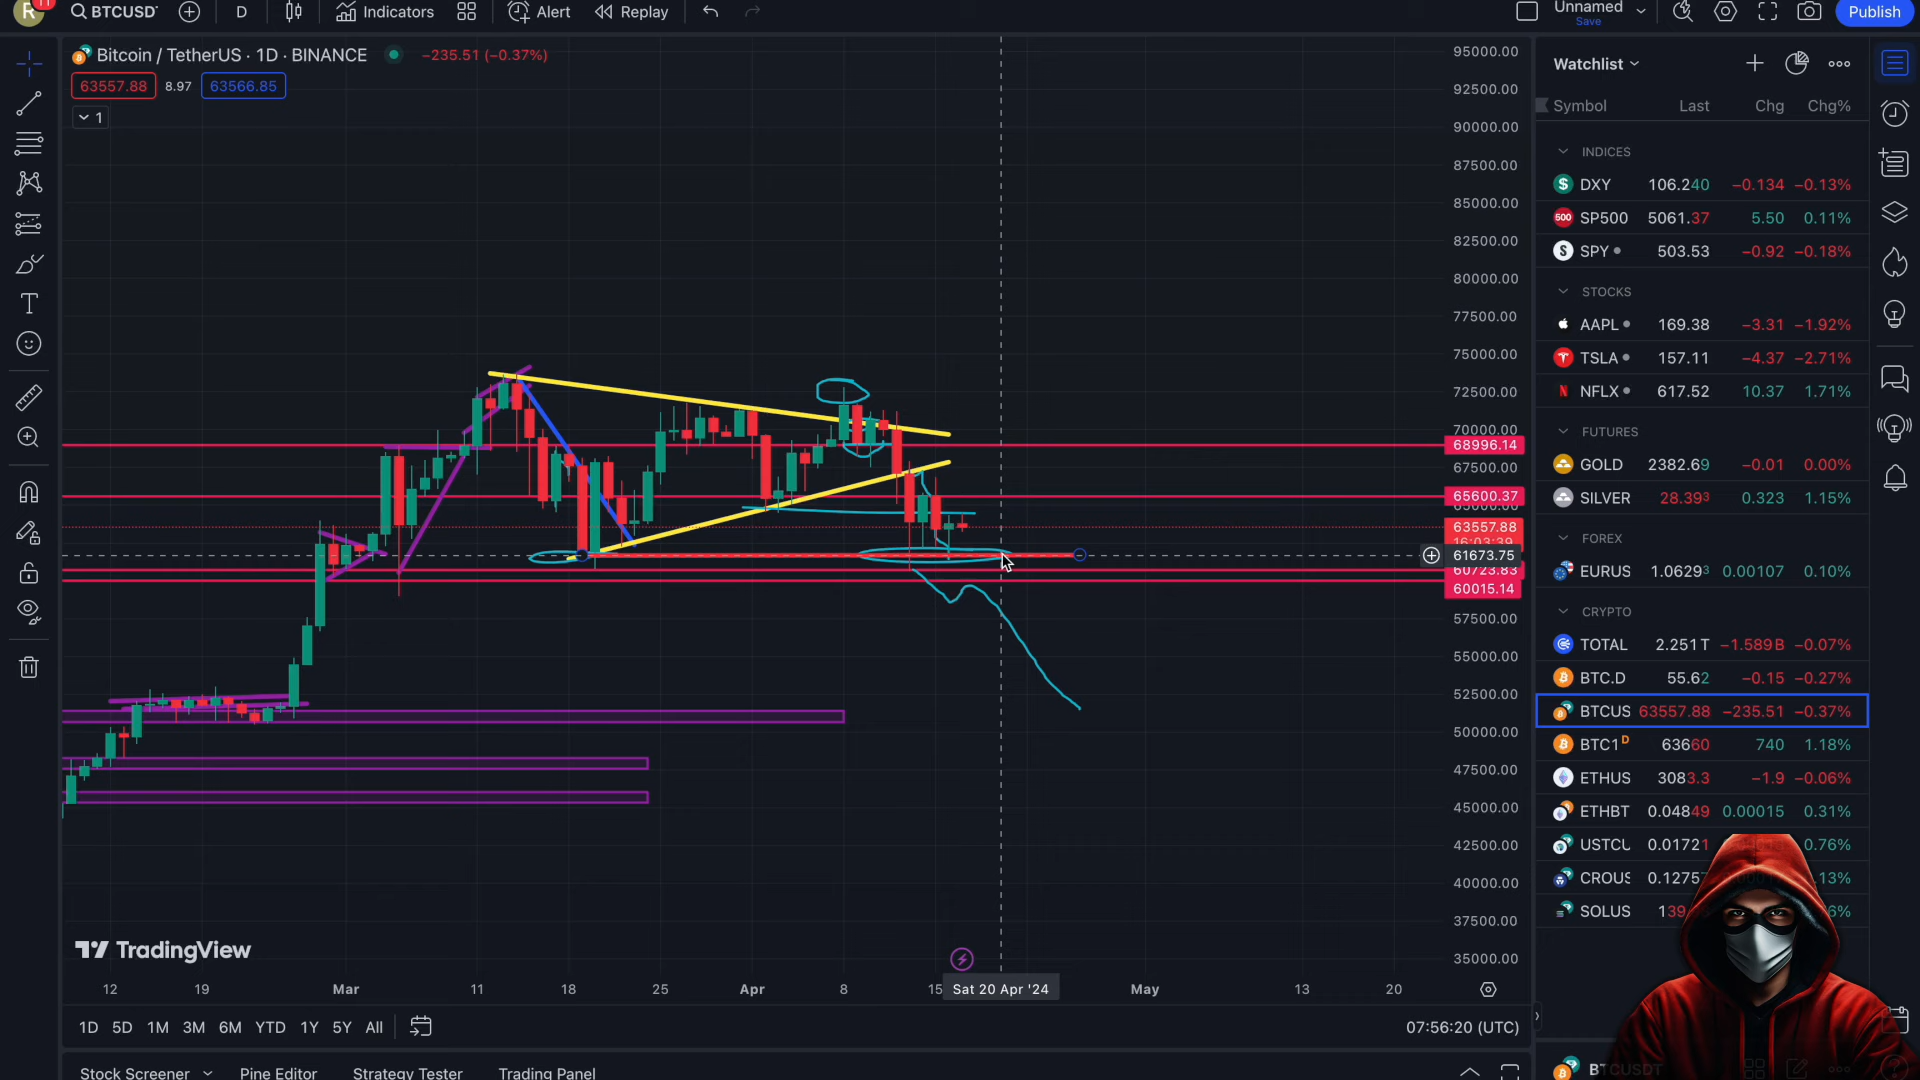 R 11 BTCUSD D Indicators Alert Replay Unnamed Save Publish
Bitcoin / TetherUS · 1D · BINANCE −235.51 (−0.37%)
63557.88 8.97 63566.85
1
95000.00
92500.00
90000.00
87500.00
85000.00
82500.00
80000.00
77500.00
75000.00
72500.00
70000.00
68996.14
67500.00
65600.37
65000.00
63557.88
16:03:39
61673.75
60723.83
60015.14
57500.00
55000.00
52500.00
50000.00
47500.00
45000.00
42500.00
40000.00
37500.00
35000.00
TradingView
12 19 Mar 11 18 25 Apr 8 15 Sat 20 Apr '24 May 13 20
1D 5D 1M 3M 6M YTD 1Y 5Y All 07:56:20 (UTC)
Stock Screener Pine Editor Strategy Tester Trading Panel
Watchlist
Symbol Last Chg Chg%
INDICES
DXY 106.240 −0.134 −0.13%
SP500 5061.37 5.50 0.11%
SPY 503.53 −0.92 −0.18%
STOCKS
AAPL 169.38 −3.31 −1.92%
TSLA 157.11 −4.37 −2.71%
NFLX 617.52 10.37 1.71%
FUTURES
GOLD 2382.69 −0.01 0.00%
SILVER 28.393 0.323 1.15%
FOREX
EURUS 1.06293 0.00107 0.10%
CRYPTO
TOTAL 2.251 T −1.589 B −0.07%
BTC.D 55.62 −0.15 −0.27%
BTCUS 63557.88 −235.51 −0.37%
BTC1 D 63660 740 1.18%
ETHUS 3083.3 −1.9 −0.06%
ETHBT 0.04849 0.00015 0.31%
USTCU 0.01721 0.76%
CROUS 0.1275 .13%
SOLUS 139 6%
BTCUSDT